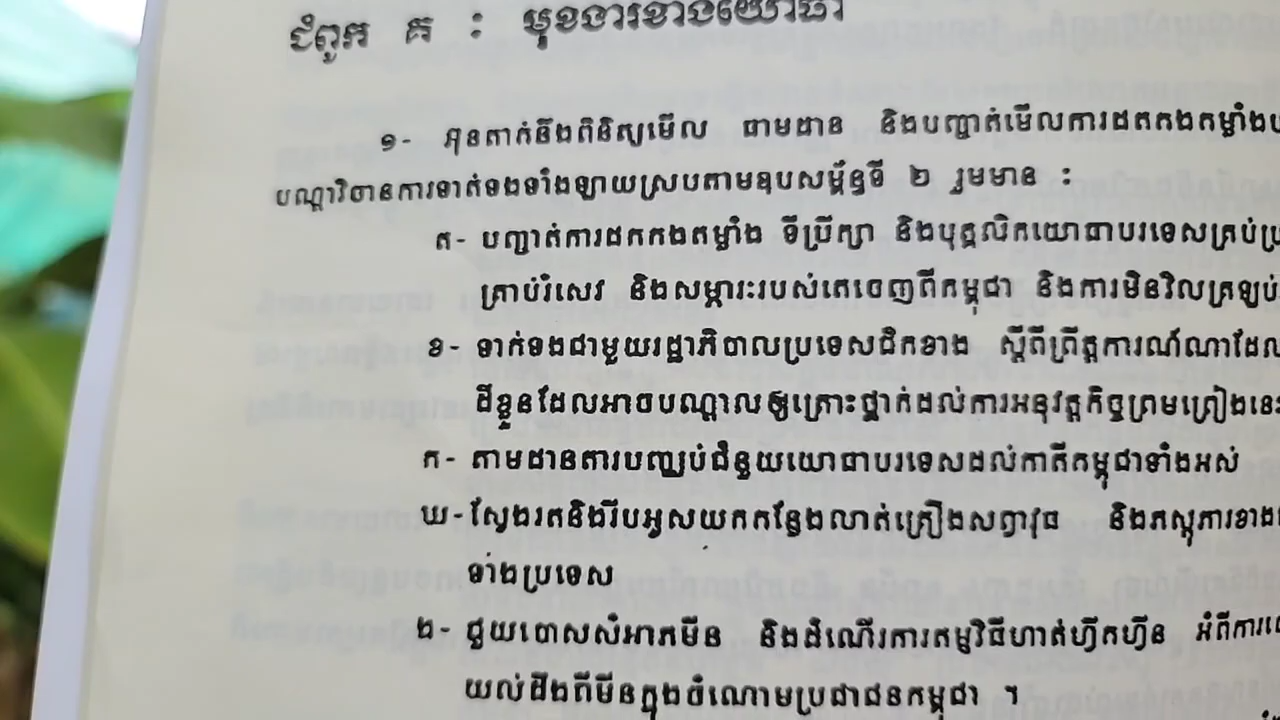 ជំពូក គ : មុខងារខាងយោធា
១- អ៊ុនតាក់នឹងពិនិត្យមើល តាមដាន និងបញ្ជាក់មើលការដកកងកម្លាំង
បណ្ដាវិធានការទាក់ទងទាំងឡាយស្របតាមឧបសម្ព័ន្ធទី ២ រួមមាន :
ក- បញ្ជាក់ការដកកងកម្លាំង ទីប្រឹក្សា និងបុគ្គលិកយោធាបរទេសគ្រប់
គ្រាប់រំសេវ និងសម្ភារៈរបស់គេចេញពីកម្ពុជា និងការមិនវិលត្រឡប់
ខ- ទាក់ទងជាមួយរដ្ឋាភិបាលប្រទេសជិតខាង ស្ដីពីព្រឹត្តការណ៍ណាដែល
ដីខ្លួនដែលអាចបណ្ដាលឲ្យគ្រោះថ្នាក់ដល់ការអនុវត្តកិច្ចព្រមព្រៀងនេះ
គ- តាមដានការបញ្ឈប់ជំនួយយោធាបរទេសដល់ភាគីកម្ពុជាទាំងអស់
ឃ- ស្វែងរកនិងរឹបអូសយកកន្លែងលាក់គ្រឿងសព្វាវុធ និងភស្តុភារខាង
ទាំងប្រទេស
ង- ជួយបោសសំអាតមីន និងដំណើរការកម្មវិធីហាត់ហ្វឹកហ្វឺន អំពីការ
យល់ដឹងពីមីនក្នុងចំណោមប្រជាជនកម្ពុជា ។